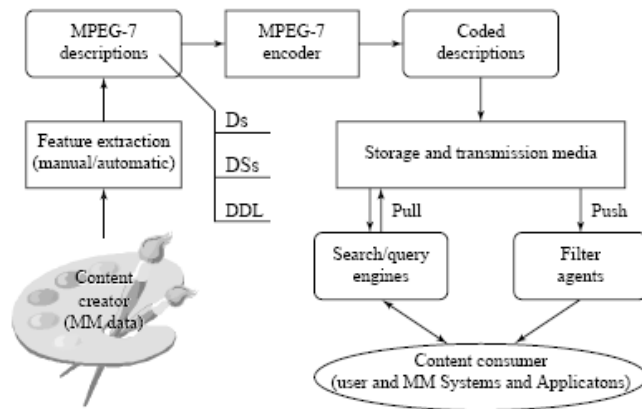 MPEG-7
descriptions
MPEG-7
encoder
Coded
descriptions
Ds
DSs
DDL
Feature extraction
(manual/automatic)
Storage and transmission media
Pull
Push
Search/query
engines
Filter
agents
Content
creator
(MM data)
Content consumer
(user and MM Systems and Applicatons)